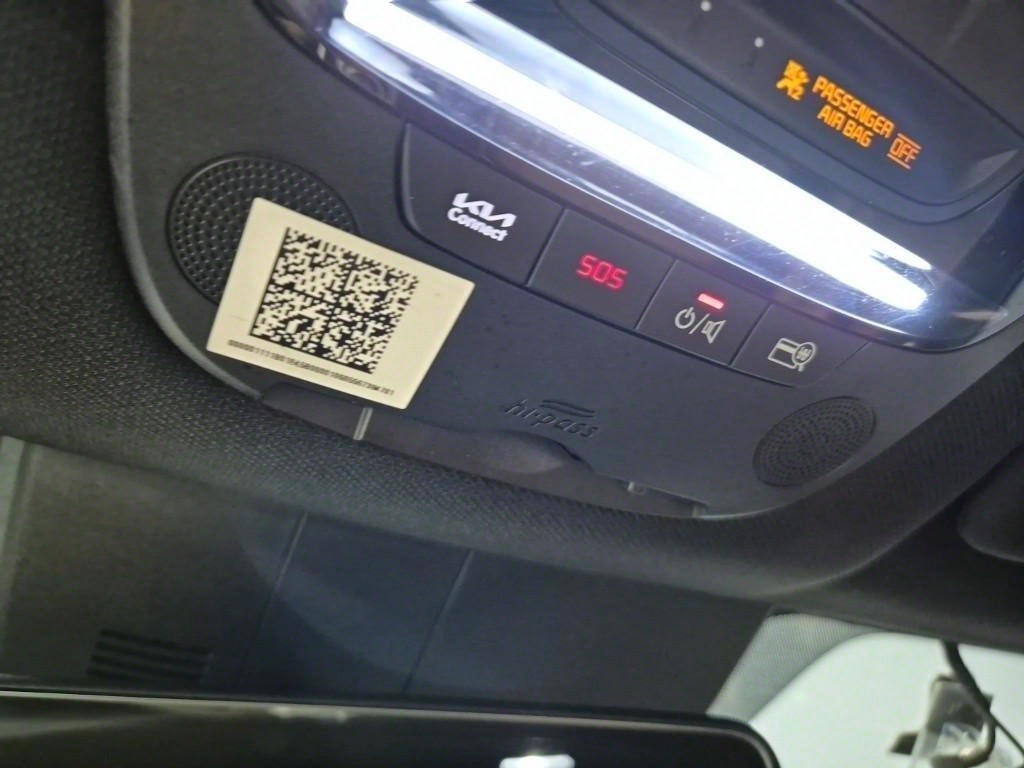 PASSENGER
AIR BAG OFF
KIA
Connect
SOS
hi-pass